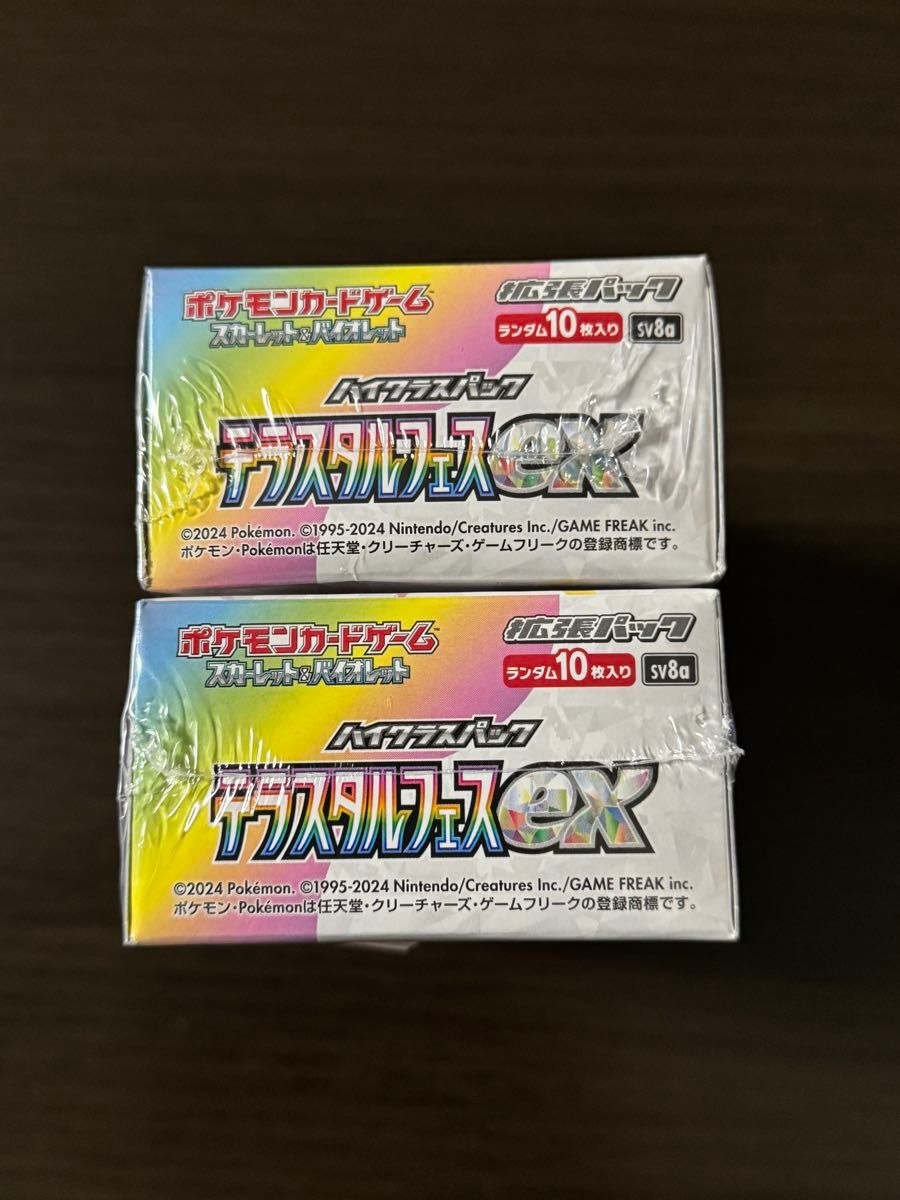 ポケモンカードゲーム™
スカーレット&バイオレット
拡張パック
ランダム10枚入り sv8a
ハイクラスパック
テラスタルフェスex
©2024 Pokémon. ©1995-2024 Nintendo/Creatures Inc./GAME FREAK inc.
ポケモン・Pokémonは任天堂・クリーチャーズ・ゲームフリークの登録商標です。
ポケモンカードゲーム™
スカーレット&バイオレット
拡張パック
ランダム10枚入り sv8a
ハイクラスパック
テラスタルフェスex
©2024 Pokémon. ©1995-2024 Nintendo/Creatures Inc./GAME FREAK inc.
ポケモン・Pokémonは任天堂・クリーチャーズ・ゲームフリークの登録商標です。